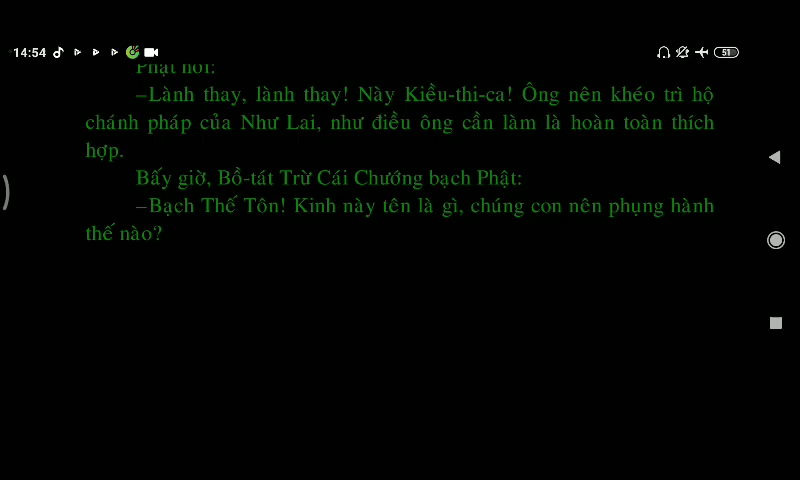 14:54
51
Phật nói:
–Lành thay, lành thay! Này Kiều-thi-ca! Ông nên khéo trì hộ
chánh pháp của Như Lai, như điều ông cần làm là hoàn toàn thích
hợp.
Bấy giờ, Bồ-tát Trừ Cái Chướng bạch Phật:
–Bạch Thế Tôn! Kinh này tên là gì, chúng con nên phụng hành
thế nào?